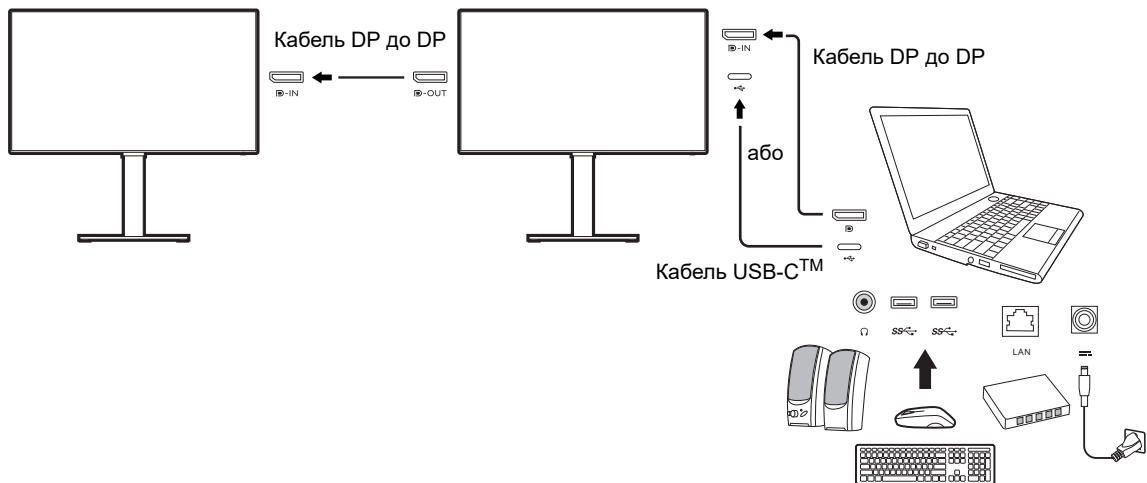 Кабель DP до DP
D-IN
D-OUT
D-IN
Кабель DP до DP
або
D
Кабель USB-C™
SS
SS
LAN